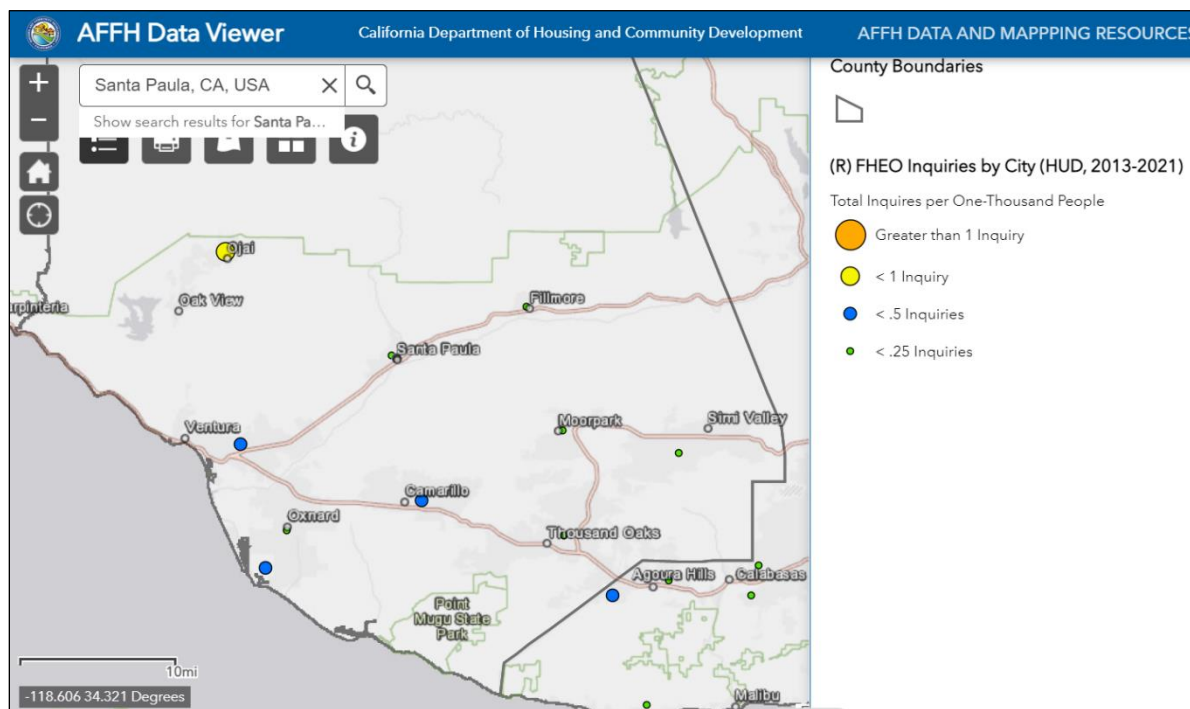 AFFH Data Viewer
California Department of Housing and Community Development
AFFH DATA AND MAPPPING RESOURCES
+
−
Santa Paula, CA, USA
Show search results for Santa Pa...
County Boundaries
(R) FHEO Inquiries by City (HUD, 2013-2021)
Total Inquires per One-Thousand People
Greater than 1 Inquiry
< 1 Inquiry
< .5 Inquiries
< .25 Inquiries
Ojai
Oak View
arpinteria
Fillmore
Santa Paula
Ventura
Moorpark
Simi Valley
Camarillo
Oxnard
Thousand Oaks
Agoura Hills
Calabasas
Point
Mugu State
Park
Malibu
10mi
-118.606 34.321 Degrees